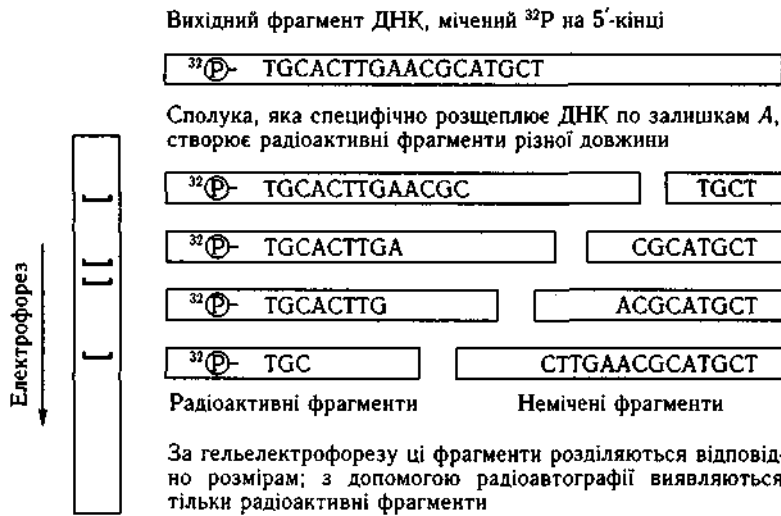 Вихідний фрагмент ДНК, мічений ³²P на 5′-кінці
³²P- TGCACTTGAACGCATGCT
Сполука, яка специфічно розщеплює ДНК по залишкам A,
створює радіоактивні фрагменти різної довжини
³²P- TGCACTTGAACGC TGCT
³²P- TGCACTTGA CGCATGCT
³²P- TGCACTTG ACGCATGCT
³²P- TGC CTTGAACGCATGCT
Електрофорез
Радіоактивні фрагменти Немічені фрагменти
За гельелектрофорезу ці фрагменти розділяються відповід-
но розмірам; з допомогою радіоавтографії виявляються
тільки радіоактивні фрагменти